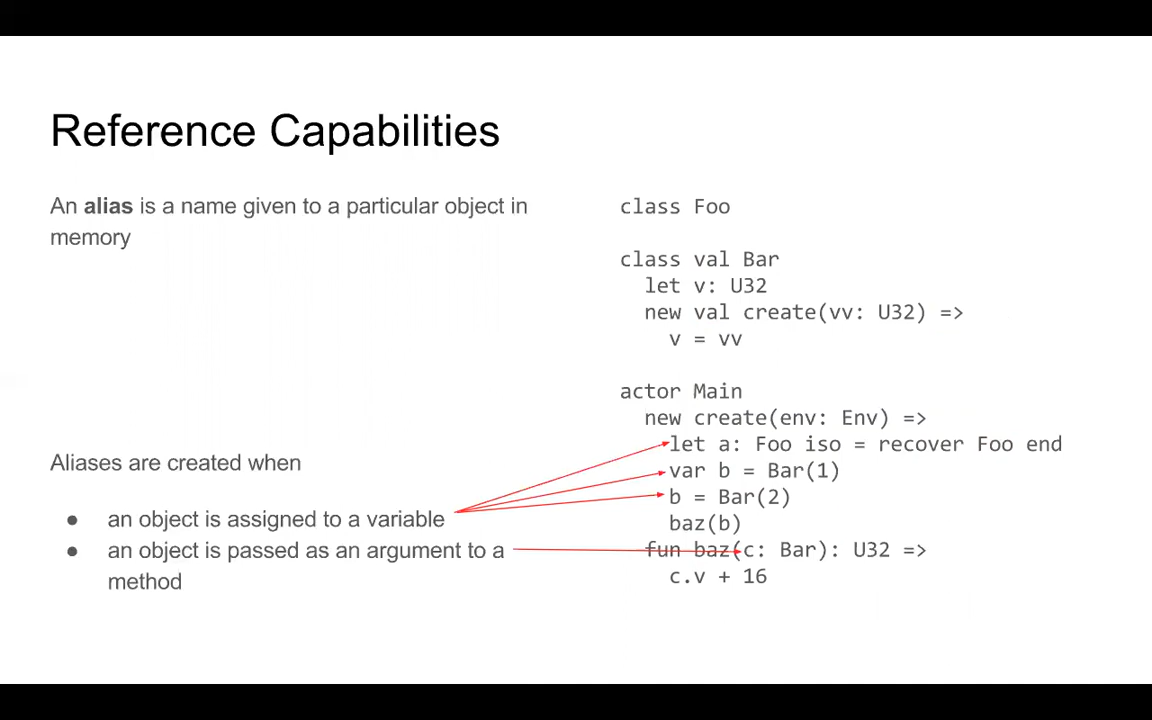 Reference Capabilities
An alias is a name given to a particular object in
memory
Aliases are created when
● an object is assigned to a variable
● an object is passed as an argument to a
method
class Foo
class val Bar
let v: U32
new val create(vv: U32) =>
v = vv
actor Main
new create(env: Env) =>
let a: Foo iso = recover Foo end
var b = Bar(1)
b = Bar(2)
baz(b)
fun baz(c: Bar): U32 =>
c.v + 16